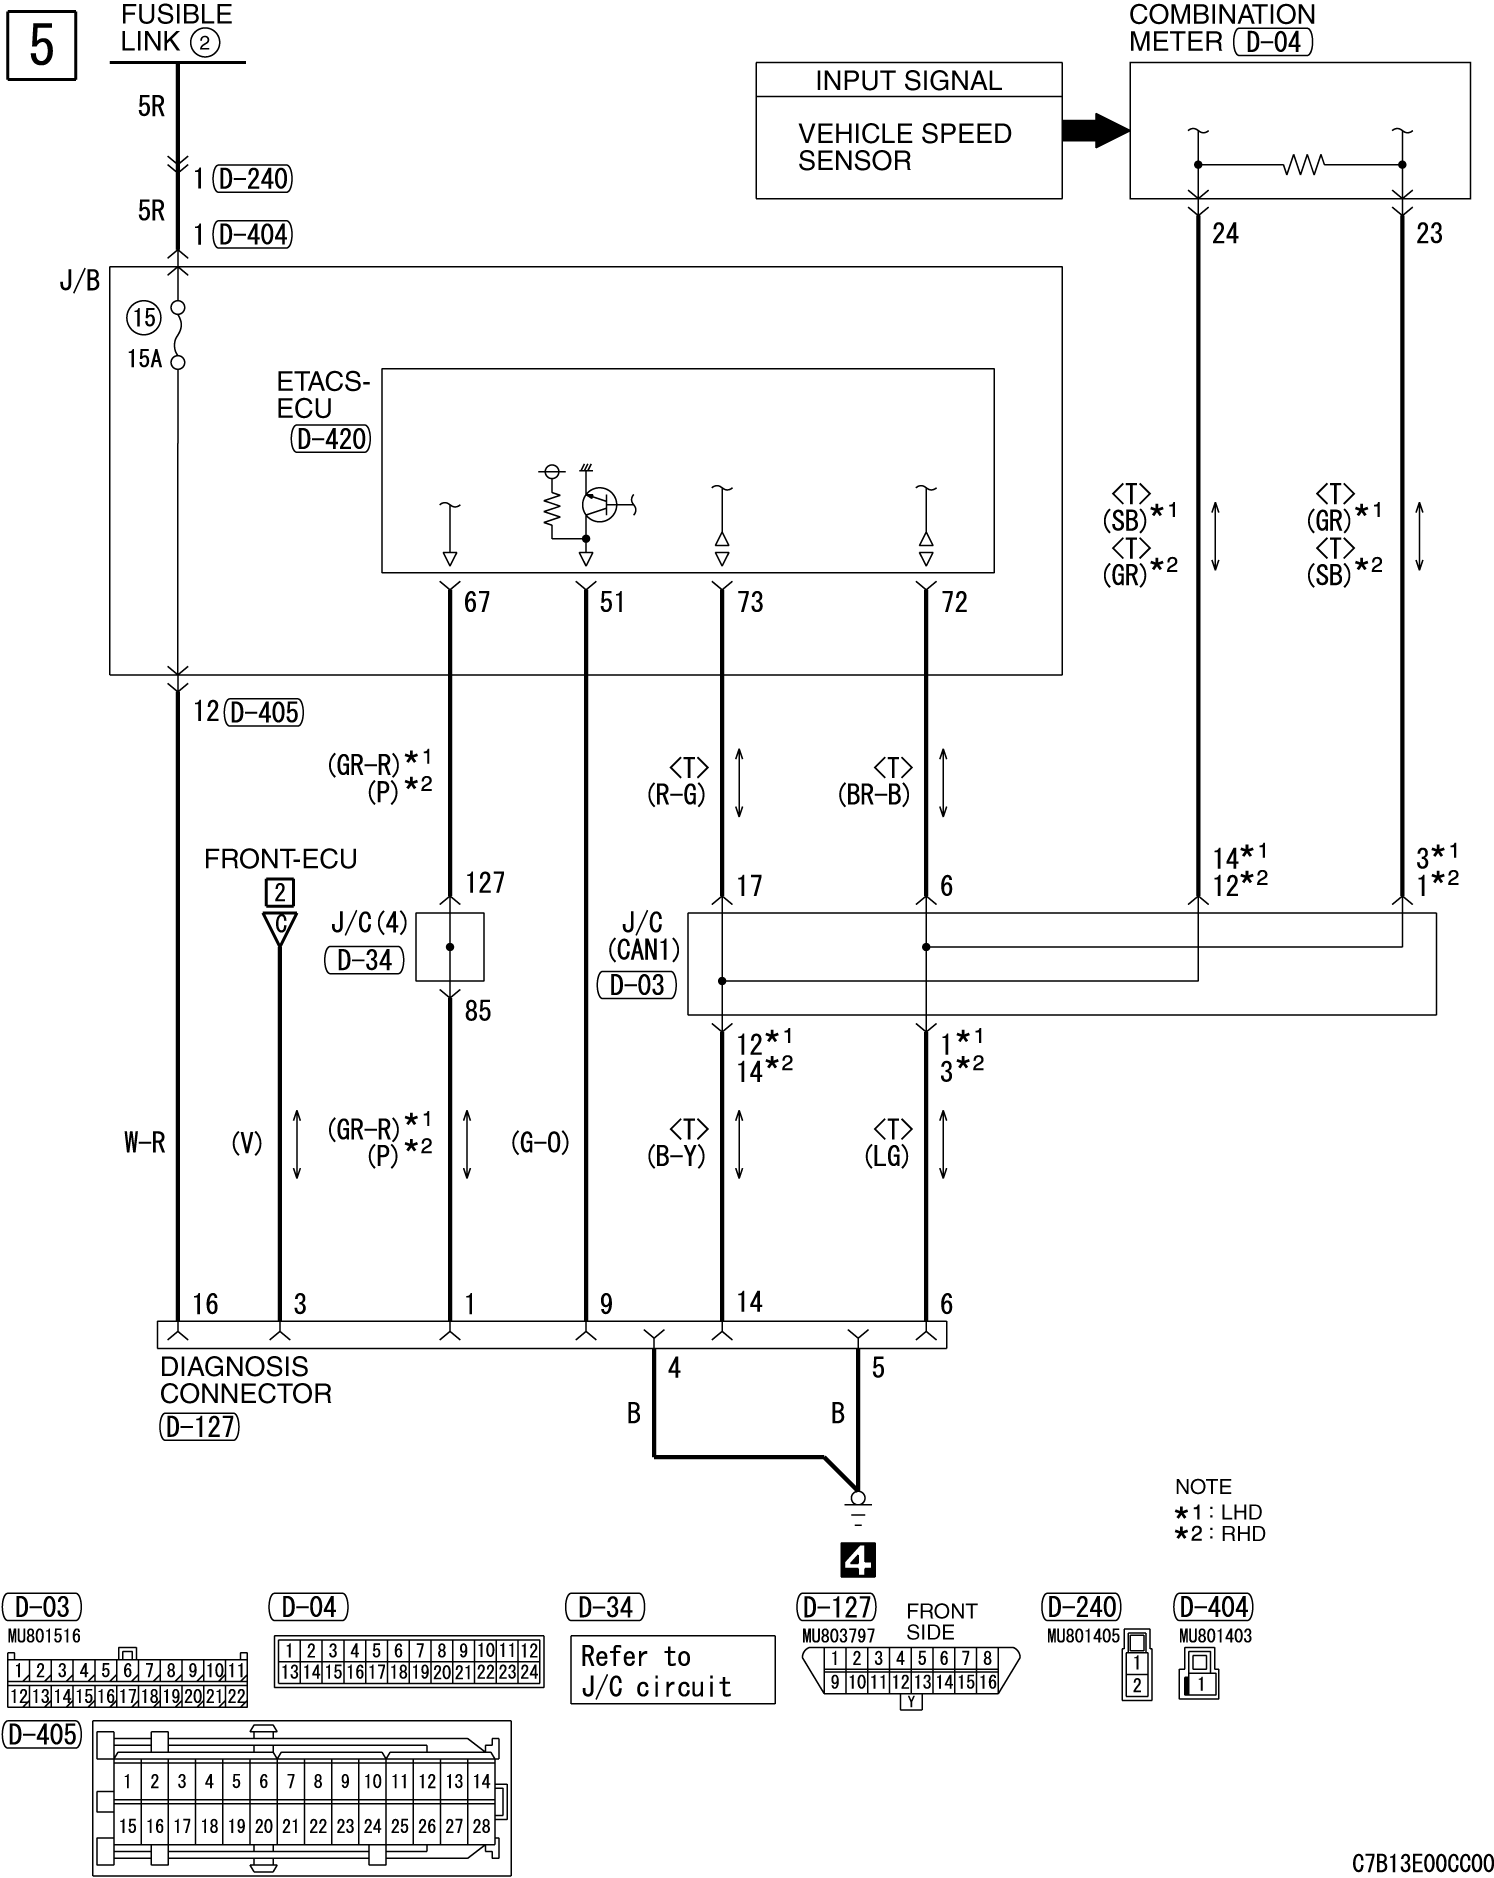 5
FUSIBLE
LINK 2
5R
1 D-240
5R
1 D-404
INPUT SIGNAL
VEHICLE SPEED
SENSOR
COMBINATION
METER D-04
24
23
J/B
15
15A
ETACS-
ECU
D-420
67
51
73
72
<T>
(SB)*1
<T>
(GR)*2
<T>
(GR)*1
<T>
(SB)*2
12 D-405
(GR-R)*1
(P)*2
<T>
(R-G)
<T>
(BR-B)
FRONT-ECU
2
C
127
17
6
14*1
12*2
3*1
1*2
J/C(4)
D-34
J/C
(CAN1)
D-03
85
12*1
14*2
1*1
3*2
W-R
(V)
(GR-R)*1
(P)*2
(G-O)
<T>
(B-Y)
<T>
(LG)
16
3
1
9
14
6
DIAGNOSIS
CONNECTOR
D-127
4
5
B
B
4
NOTE
*1 : LHD
*2 : RHD
D-03
MU801516
1 2 3 4 5 6 7 8 9 10 11
12 13 14 15 16 17 18 19 20 21 22
D-04
1 2 3 4 5 6 7 8 9 10 11 12
13 14 15 16 17 18 19 20 21 22 23 24
D-34
Refer to
J/C circuit
D-127
MU803797
FRONT
SIDE
1 2 3 4 5 6 7 8
9 10 11 12 13 14 15 16
Y
D-240
MU801405
1
2
D-404
MU801403
1
D-405
1 2 3 4 5 6 7 8 9 10 11 12 13 14
15 16 17 18 19 20 21 22 23 24 25 26 27 28
C7B13E00CC00